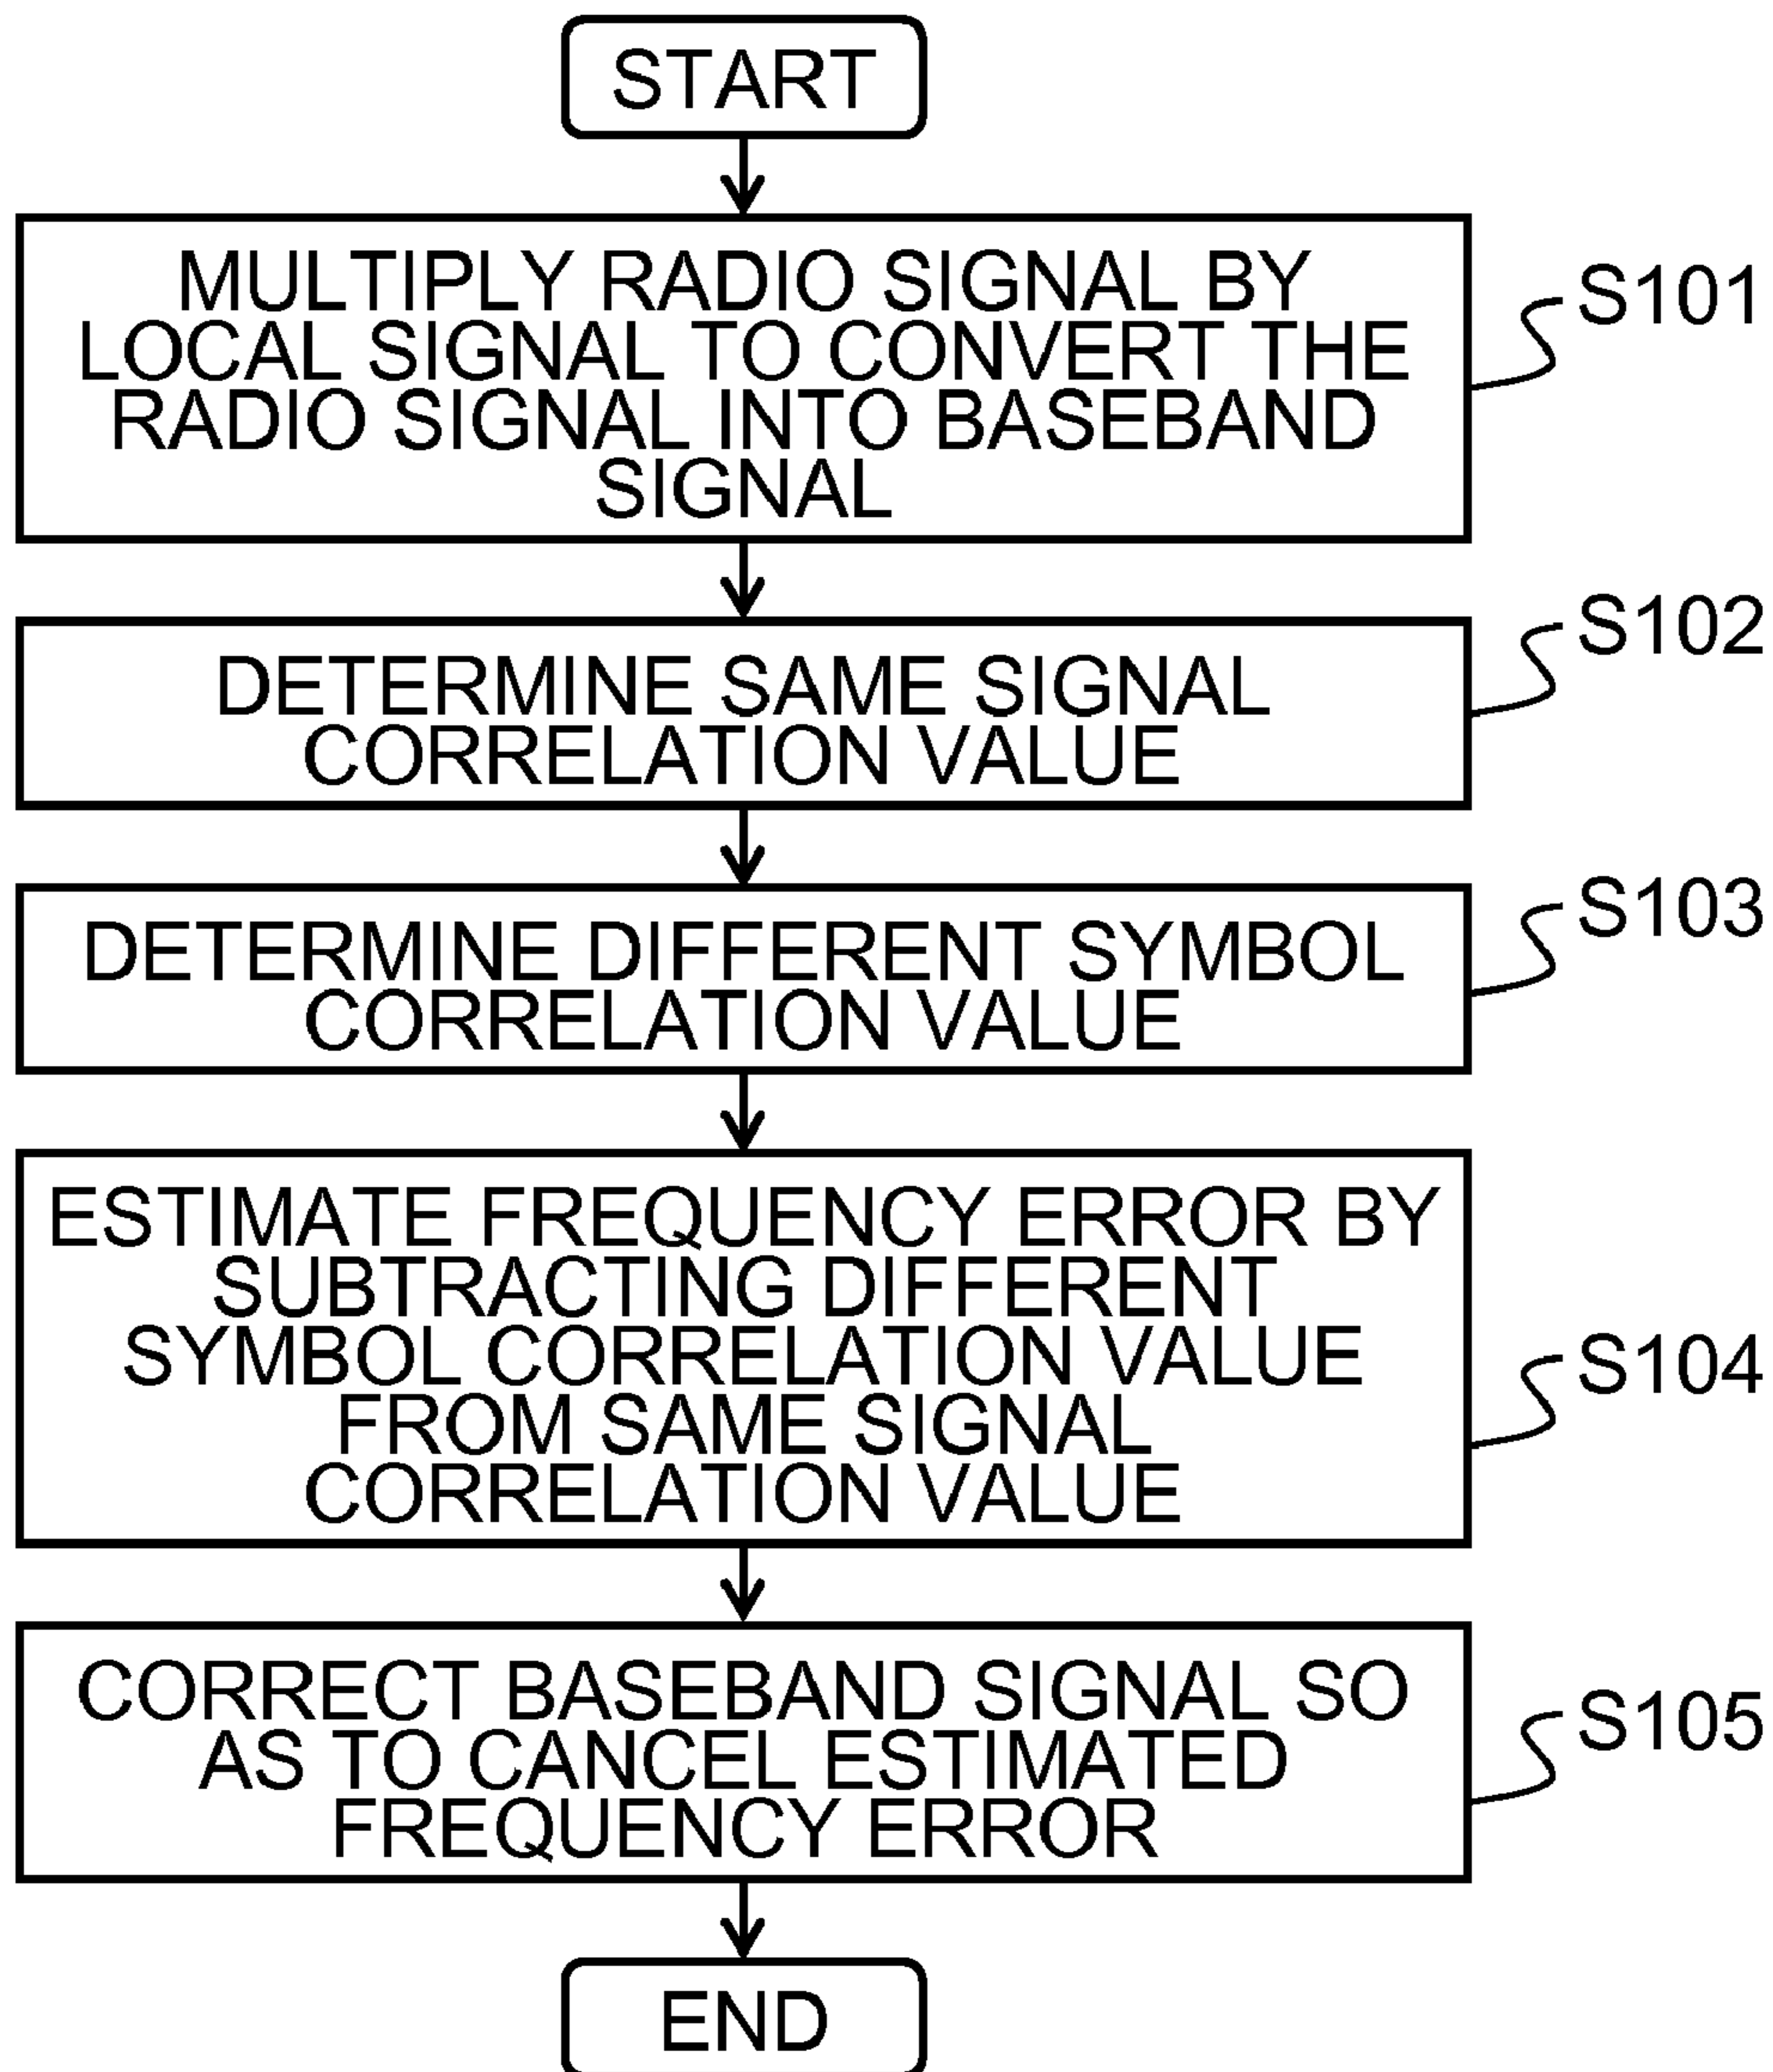 START
MULTIPLY RADIO SIGNAL BY
LOCAL SIGNAL TO CONVERT THE
RADIO SIGNAL INTO BASEBAND
SIGNAL
S101
DETERMINE SAME SIGNAL
CORRELATION VALUE
S102
DETERMINE DIFFERENT SYMBOL
CORRELATION VALUE
S103
ESTIMATE FREQUENCY ERROR BY
SUBTRACTING DIFFERENT
SYMBOL CORRELATION VALUE
FROM SAME SIGNAL
CORRELATION VALUE
S104
CORRECT BASEBAND SIGNAL SO
AS TO CANCEL ESTIMATED
FREQUENCY ERROR
S105
END